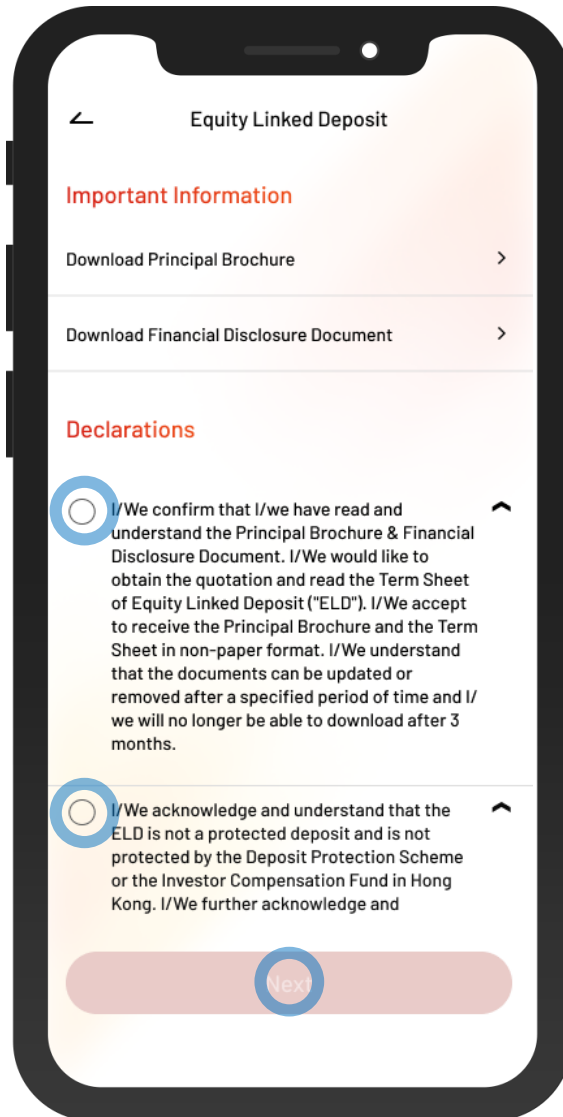 Equity Linked Deposit
Important Information
Download Principal Brochure
Download Financial Disclosure Document
Declarations
I/We confirm that I/we have read and
understand the Principal Brochure & Financial
Disclosure Document. I/We would like to
obtain the quotation and read the Term Sheet
of Equity Linked Deposit ("ELD"). I/We accept
to receive the Principal Brochure and the Term
Sheet in non-paper format. I/We understand
that the documents can be updated or
removed after a specified period of time and I/
we will no longer be able to download after 3
months.
I/We acknowledge and understand that the
ELD is not a protected deposit and is not
protected by the Deposit Protection Scheme
or the Investor Compensation Fund in Hong
Kong. I/We further acknowledge and
Next